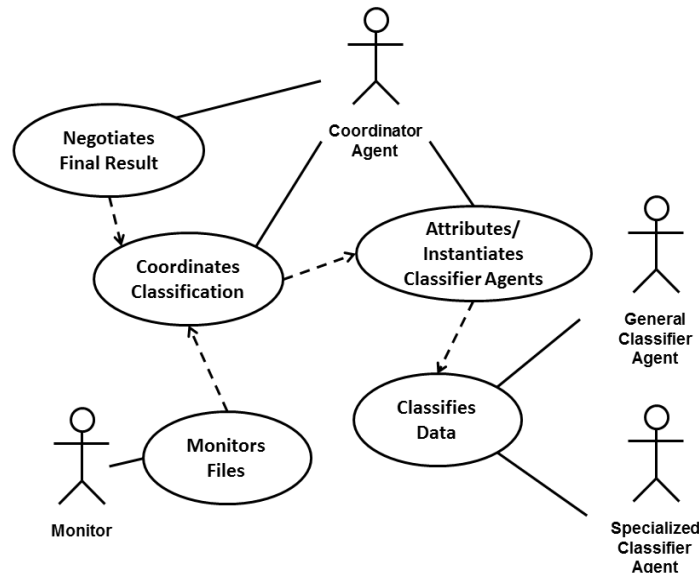 Coordinator
Agent
Negotiates
Final Result
Attributes/
Instantiates
Classifier Agents
Coordinates
Classification
General
Classifier
Agent
Classifies
Data
Monitors
Files
Monitor
Specialized
Classifier
Agent